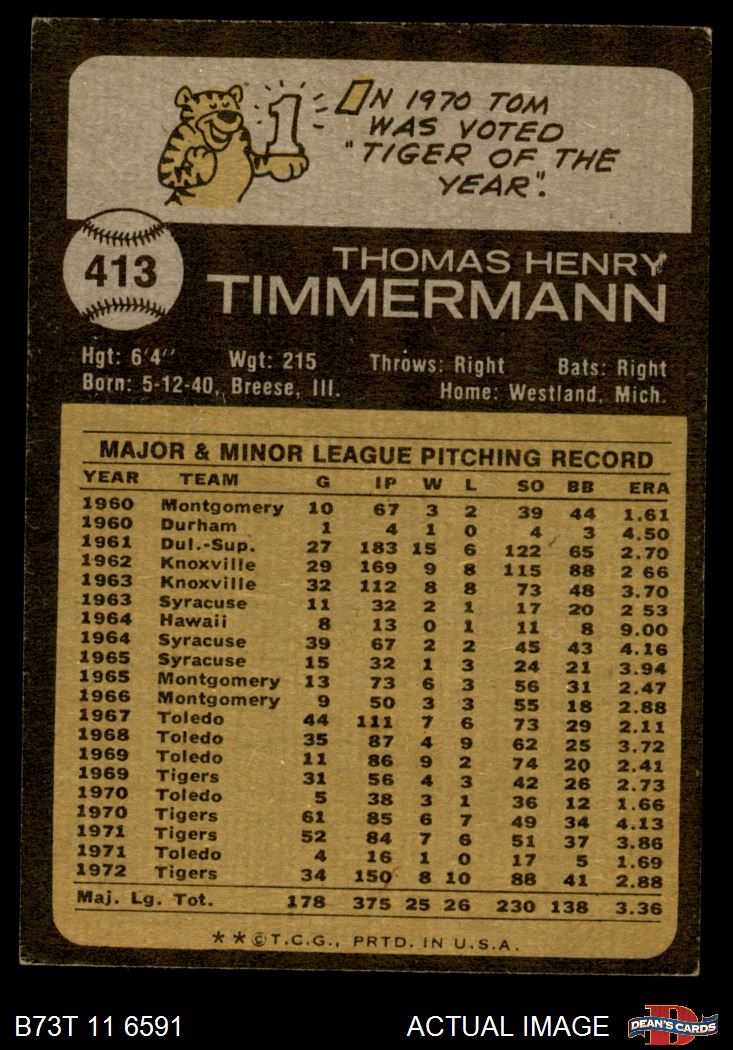 IN 1970 TOM
WAS VOTED
"TIGER OF THE
YEAR".
1
413
THOMAS HENRY
TIMMERMANN
Hgt: 6'4" Wgt: 215 Throws: Right Bats: Right
Born: 5-12-40, Breese, Ill. Home: Westland, Mich.
MAJOR & MINOR LEAGUE PITCHING RECORD
YEAR TEAM G IP W L SO BB ERA
1960 Montgomery 10 67 3 2 39 44 1.61
1960 Durham 1 4 1 0 4 3 4.50
1961 Dul.-Sup. 27 183 15 6 122 65 2.70
1962 Knoxville 29 169 9 8 115 88 2 66
1963 Knoxville 32 112 8 8 73 48 3.70
1963 Syracuse 11 32 2 1 17 20 2 53
1964 Hawaii 8 13 0 1 11 8 9.00
1964 Syracuse 39 67 2 2 45 43 4.16
1965 Syracuse 15 32 1 3 24 21 3.94
1965 Montgomery 13 73 6 3 56 31 2.47
1966 Montgomery 9 50 3 3 55 18 2.88
1967 Toledo 44 111 7 6 73 29 2.11
1968 Toledo 35 87 4 9 62 25 3.72
1969 Toledo 11 86 9 2 74 20 2.41
1969 Tigers 31 56 4 3 42 26 2.73
1970 Toledo 5 38 3 1 36 12 1.66
1970 Tigers 61 85 6 7 49 34 4.13
1971 Tigers 52 84 7 6 51 37 3.86
1971 Toledo 4 16 1 0 17 5 1.69
1972 Tigers 34 150 8 10 88 41 2.88
Maj. Lg. Tot. 178 375 25 26 230 138 3.36
**©T.C.G., PRTD. IN U.S.A.
B73T 11 6591 ACTUAL IMAGE D DEAN'S CARDS